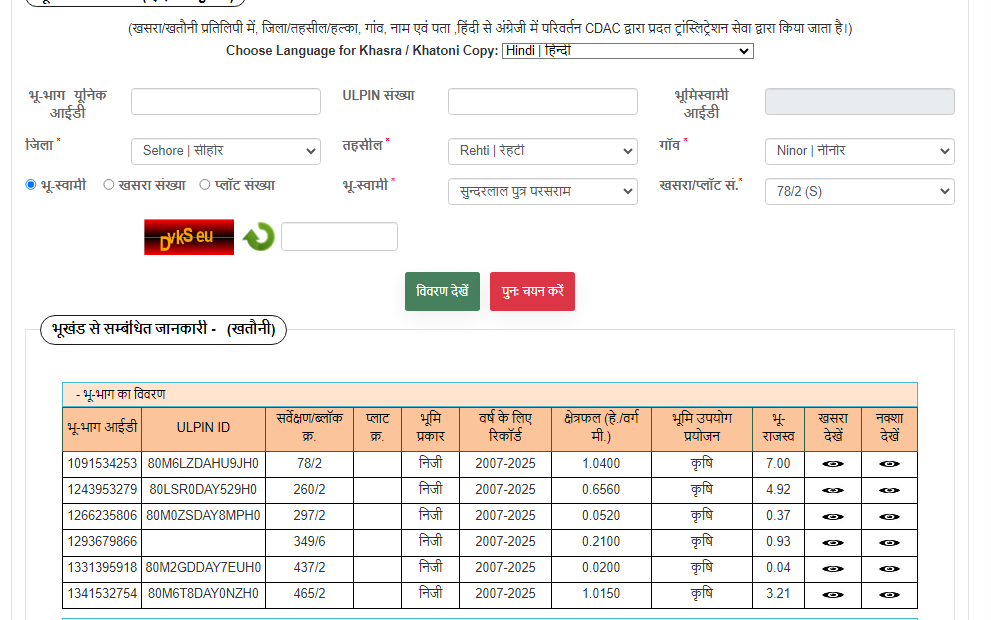 (खसरा/खतौनी प्रतिलिपी में, जिला/तहसील/हल्का, गांव, नाम एवं पता ,हिंदी से अंग्रेजी में परिवर्तन CDAC द्वारा प्रदत ट्रांस्लिट्रेशन सेवा द्वारा किया जाता है।)
Choose Language for Khasra / Khatoni Copy: Hindi | हिन्दी
भू-भाग यूनिक आईडी
ULPIN संख्या
भूमिस्वामी आईडी
जिला * Sehore | सीहोर तहसील * Rehti | रेहटी गाँव * Ninor | नीनोर
भू-स्वामी खसरा संख्या प्लॉट संख्या भू-स्वामी * सुन्दरलाल पुत्र परसराम खसरा/प्लॉट सं.* 78/2 (S)
DykS eu
विवरण देखें पुनः चयन करें
भूखंड से सम्बंधित जानकारी - (खतौनी)
- भू-भाग का विवरण
भू-भाग आईडी ULPIN ID सर्वेक्षण/ब्लॉक क्र. प्लाट क्र. भूमि प्रकार वर्ष के लिए रिकॉर्ड क्षेत्रफल (हे./वर्ग मी.) भूमि उपयोग प्रयोजन भू-राजस्व खसरा देखें नक्शा देखें
1091534253 80M6LZDAHU9JH0 78/2 निजी 2007-2025 1.0400 कृषि 7.00
1243953279 80LSR0DAY529H0 260/2 निजी 2007-2025 0.6560 कृषि 4.92
1266235806 80M0ZSDAY8MPH0 297/2 निजी 2007-2025 0.0520 कृषि 0.37
1293679866 349/6 निजी 2007-2025 0.2100 कृषि 0.93
1331395918 80M2GDDAY7EUH0 437/2 निजी 2007-2025 0.0200 कृषि 0.04
1341532754 80M6T8DAY0NZH0 465/2 निजी 2007-2025 1.0150 कृषि 3.21